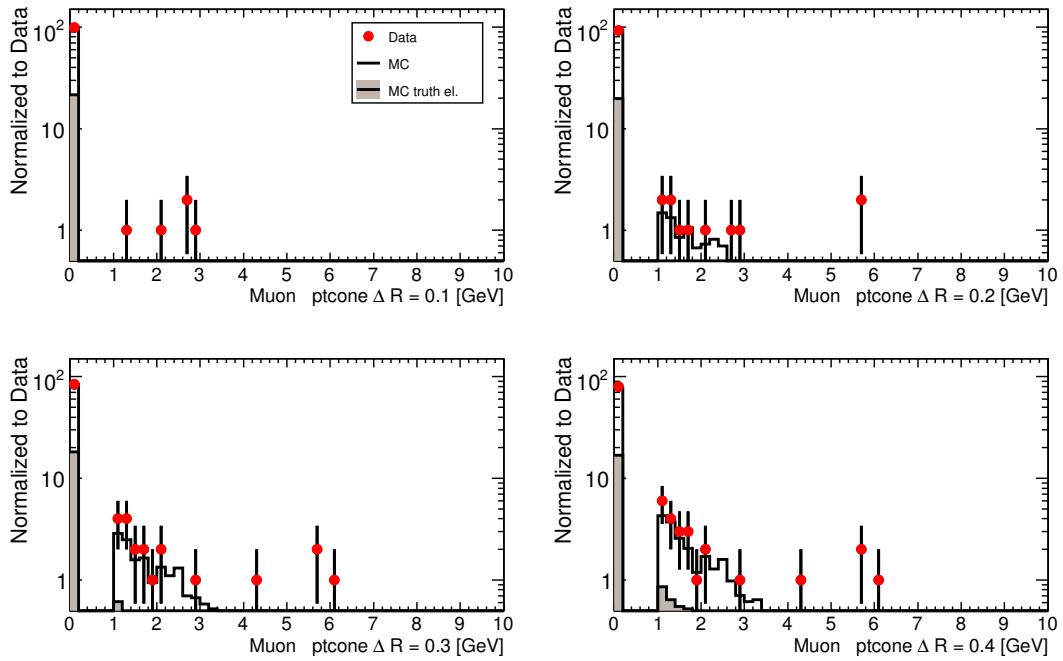 Normalized to Data
10²
10
1
Data
MC
MC truth el.
0 1 2 3 4 5 6 7 8 9 10
Muon ptcone Δ R = 0.1 [GeV]
Normalized to Data
10²
10
1
0 1 2 3 4 5 6 7 8 9 10
Muon ptcone Δ R = 0.2 [GeV]
Normalized to Data
10²
10
1
0 1 2 3 4 5 6 7 8 9 10
Muon ptcone Δ R = 0.3 [GeV]
Normalized to Data
10²
10
1
0 1 2 3 4 5 6 7 8 9 10
Muon ptcone Δ R = 0.4 [GeV]